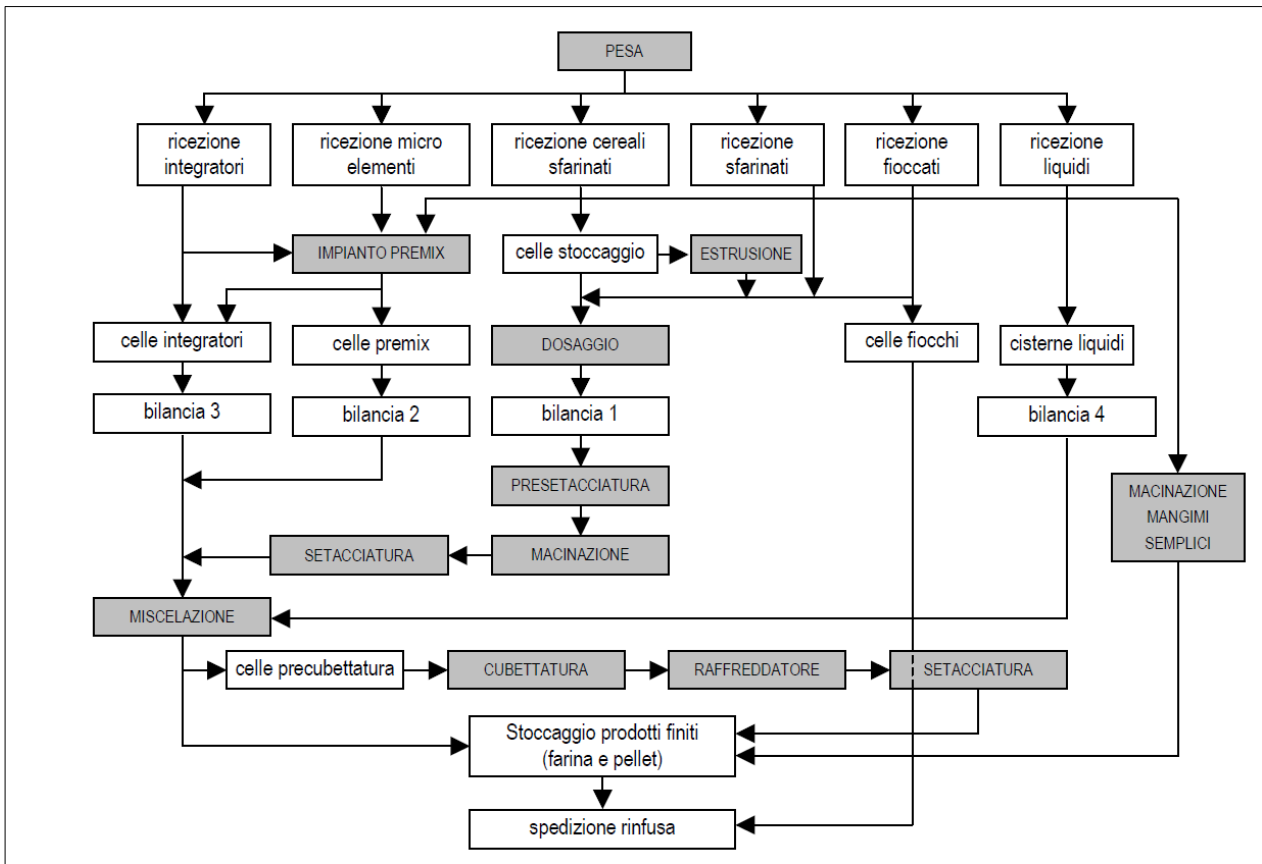 PESA
ricezione
integratori
ricezione micro
elementi
ricezione cereali
sfarinati
ricezione
sfarinati
ricezione
fioccati
ricezione
liquidi
IMPIANTO PREMIX
celle stoccaggio
ESTRUSIONE
celle integratori
celle premix
DOSAGGIO
celle fiocchi
cisterne liquidi
bilancia 3
bilancia 2
bilancia 1
bilancia 4
PRESETACCIATURA
MACINAZIONE
MANGIMI
SEMPLICI
SETACCIATURA
MACINAZIONE
MISCELAZIONE
celle precubettatura
CUBETTATURA
RAFFREDDATORE
SETACCIATURA
Stoccaggio prodotti finiti
(farina e pellet)
spedizione rinfusa